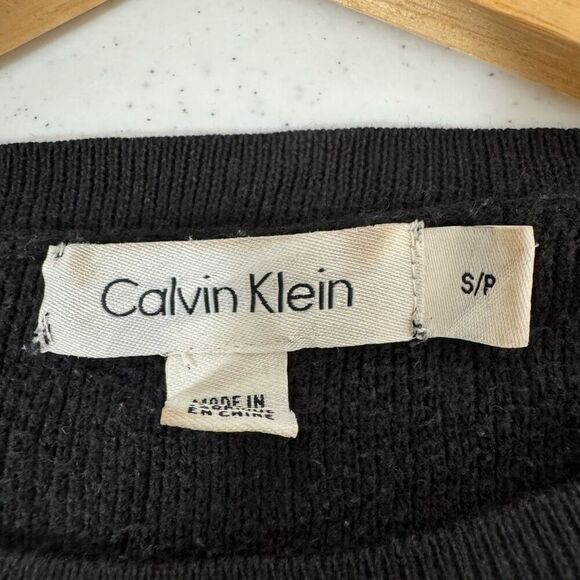 Calvin Klein
S/P
MADE IN
EN CHINE